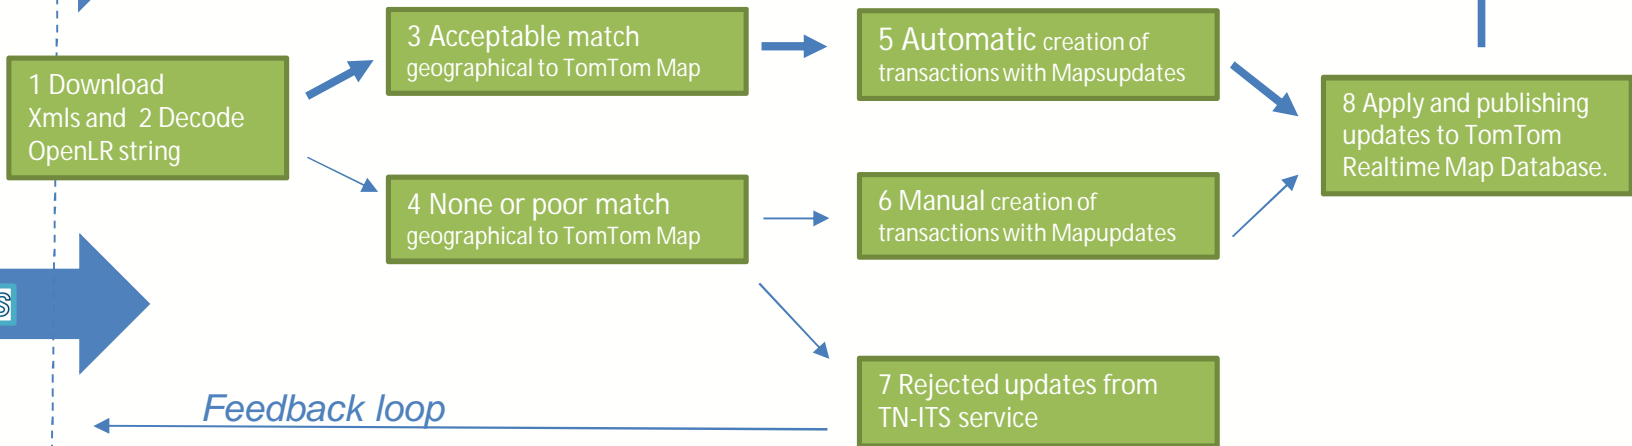 1 Download
Xmls and 2 Decode
OpenLR string
3 Acceptable match
geographical to TomTom Map
4 None or poor match
geographical to TomTom Map
5 Automatic creation of
transactions with Mapsupdates
6 Manual creation of
transactions with Mapupdates
7 Rejected updates from
TN-ITS service
8 Apply and publishing
updates to TomTom
Realtime Map Database.
S
Feedback loop